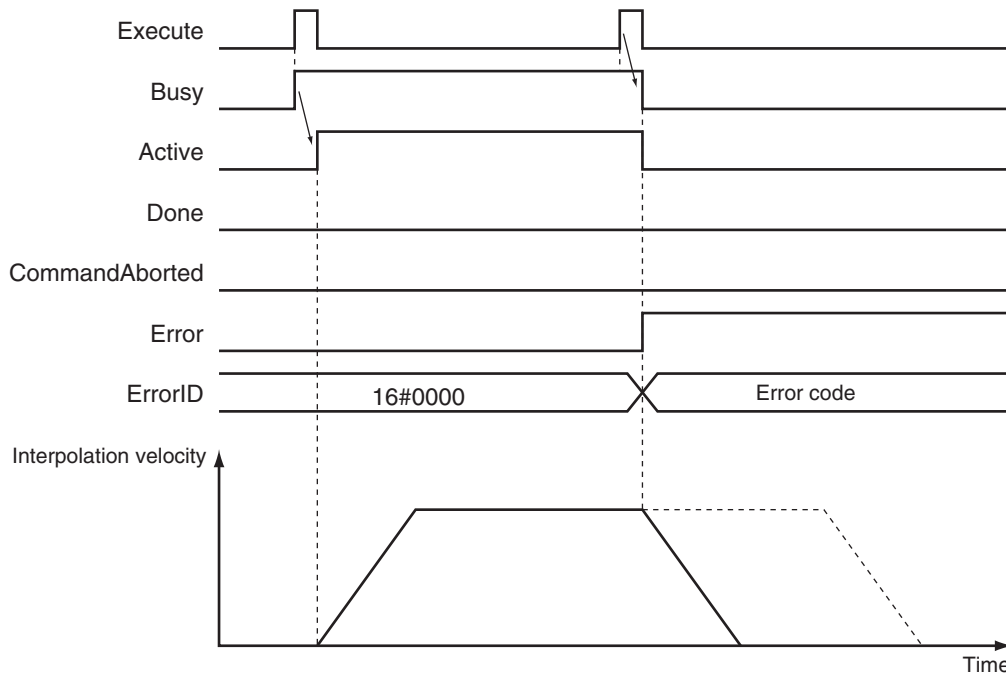 Execute
Busy
Active
Done
CommandAborted
Error
ErrorID
16#0000
Error code
Interpolation velocity
Time